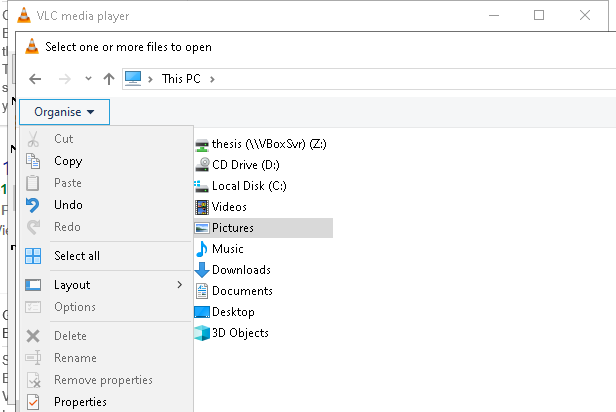 VLC media player
Select one or more files to open
This PC
Organise
Cut
Copy
Paste
Undo
Redo
Select all
Layout
Options
Delete
Rename
Remove properties
Properties
thesis (\\VBoxSvr) (Z:)
CD Drive (D:)
Local Disk (C:)
Videos
Pictures
Music
Downloads
Documents
Desktop
3D Objects